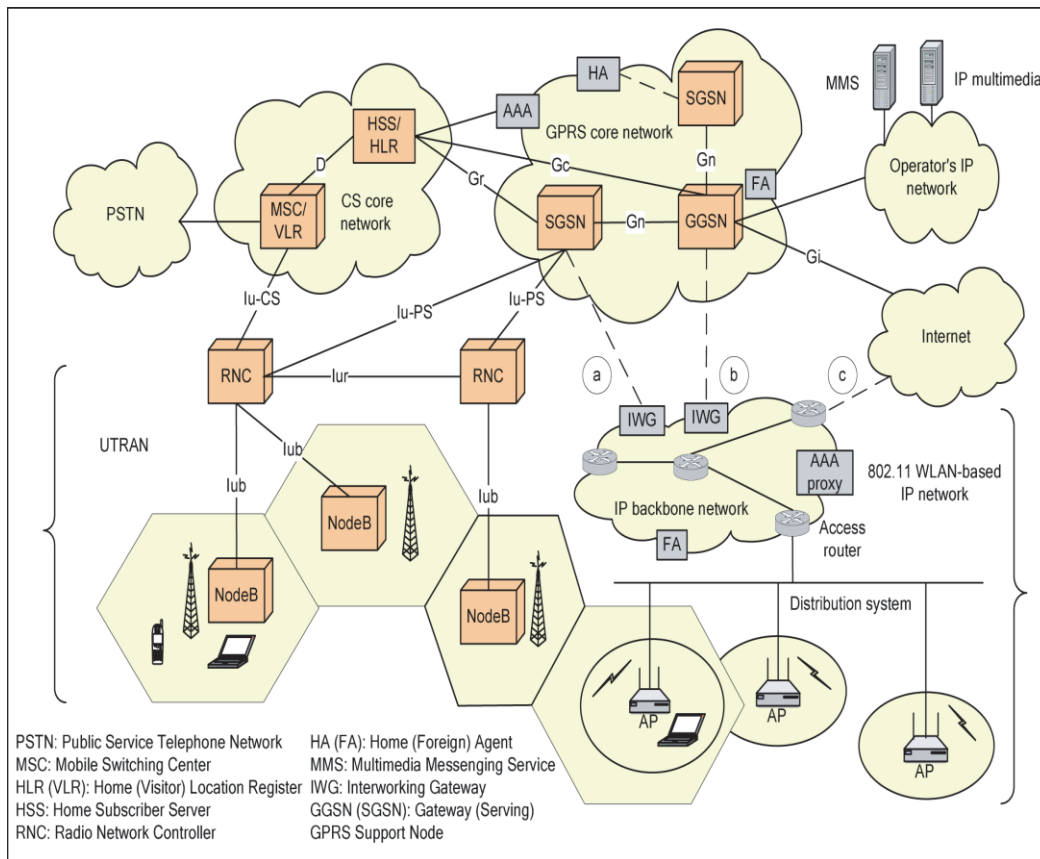 MMS
IP multimedia
HA
SGSN
AAA
GPRS core network
HSS/
HLR
Operator's IP
network
D
Gc
Gn
Gr
FA
PSTN
MSC/
VLR
CS core
network
SGSN
Gn
GGSN
Gi
Iu-CS
Iu-PS
Iu-PS
Internet
RNC
Iur
RNC
a
b
c
IWG
IWG
UTRAN
Iub
AAA
proxy
802.11 WLAN-based
IP network
Iub
Iub
IP backbone network
NodeB
Access
router
FA
NodeB
NodeB
Distribution system
AP
AP
AP
PSTN: Public Service Telephone Network
MSC: Mobile Switching Center
HLR (VLR): Home (Visitor) Location Register
HSS: Home Subscriber Server
RNC: Radio Network Controller
HA (FA): Home (Foreign) Agent
MMS: Multimedia Messenging Service
IWG: Interworking Gateway
GGSN (SGSN): Gateway (Serving)
GPRS Support Node